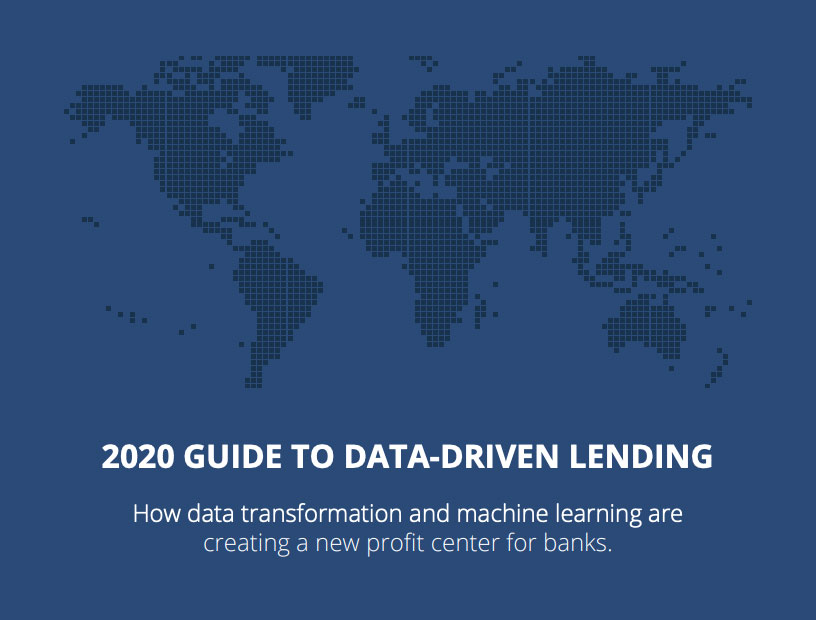 2020 GUIDE TO DATA-DRIVEN LENDING
How data transformation and machine learning are
creating a new profit center for banks.